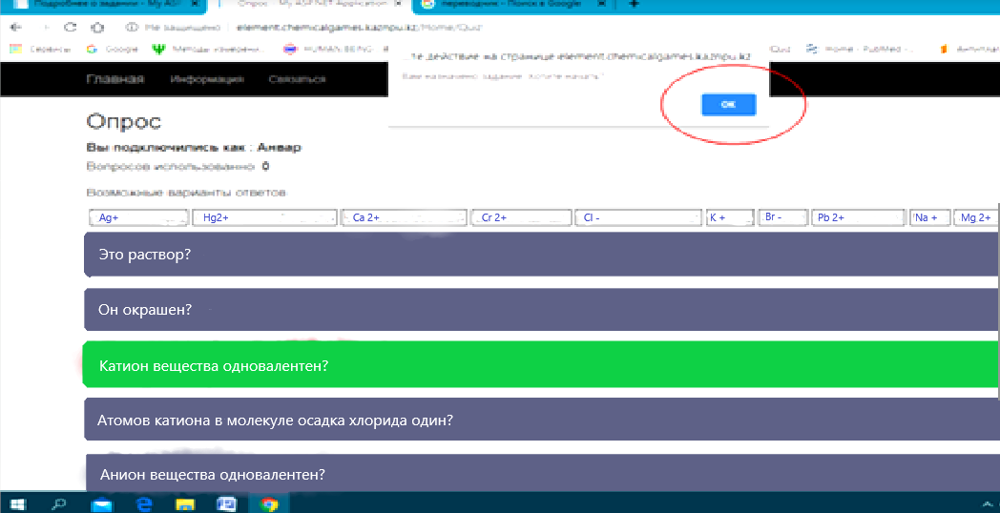 Подробнее о задании - My ASP
Опрос - My ASP.NET Application
переводчик - Поиск в Google
Не защищено element.chemicalgames.kaznpu.kz/Home/Quiz
Сервисы Google Методы измерени... HUMAN BEING Quiz Home - PubMed - ... Антиплаг
те действие на странице element.chemicalgames.kaznpu.kz
Вам назначено задание. Хотите начать?
OK
Главная Информация Связаться
Опрос
Вы подключились как : Анвар
Вопросов использованно 0
Возможные варианты ответов
Ag+ Hg2+ Ca 2+ Cr 2+ Cl - K + Br - Pb 2+ Na + Mg 2+
Это раствор?
Он окрашен?
Катион вещества одновалентен?
Атомов катиона в молекуле осадка хлорида один?
Анион вещества одновалентен?